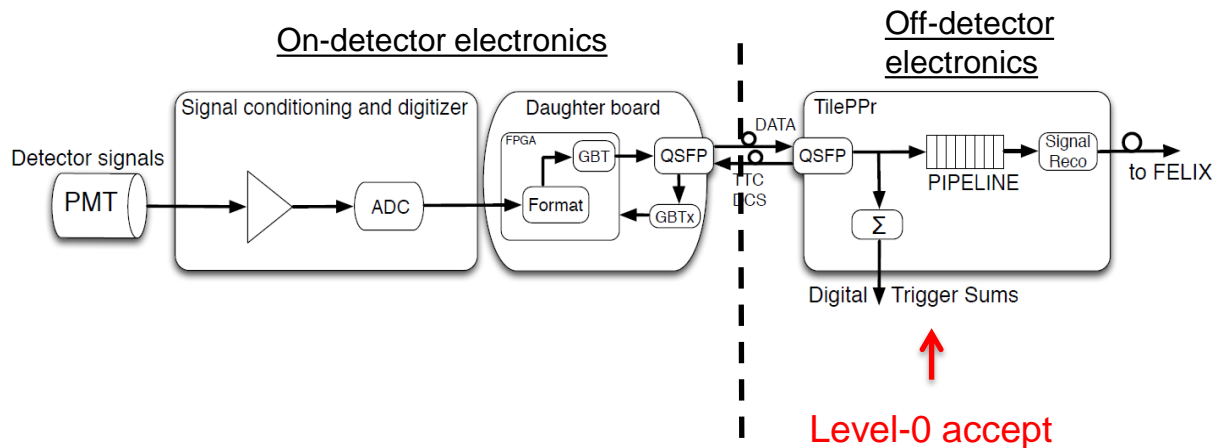 On-detector electronics
Off-detector
electronics
Signal conditioning and digitizer
Daughter board
TilePPr
Detector signals
PMT
ADC
FPGA
GBT
Format
QSFP
GBTx
DATA
TTC
DCS
QSFP
PIPELINE
Signal
Reco
to FELIX
Σ
Digital Trigger Sums
Level-0 accept